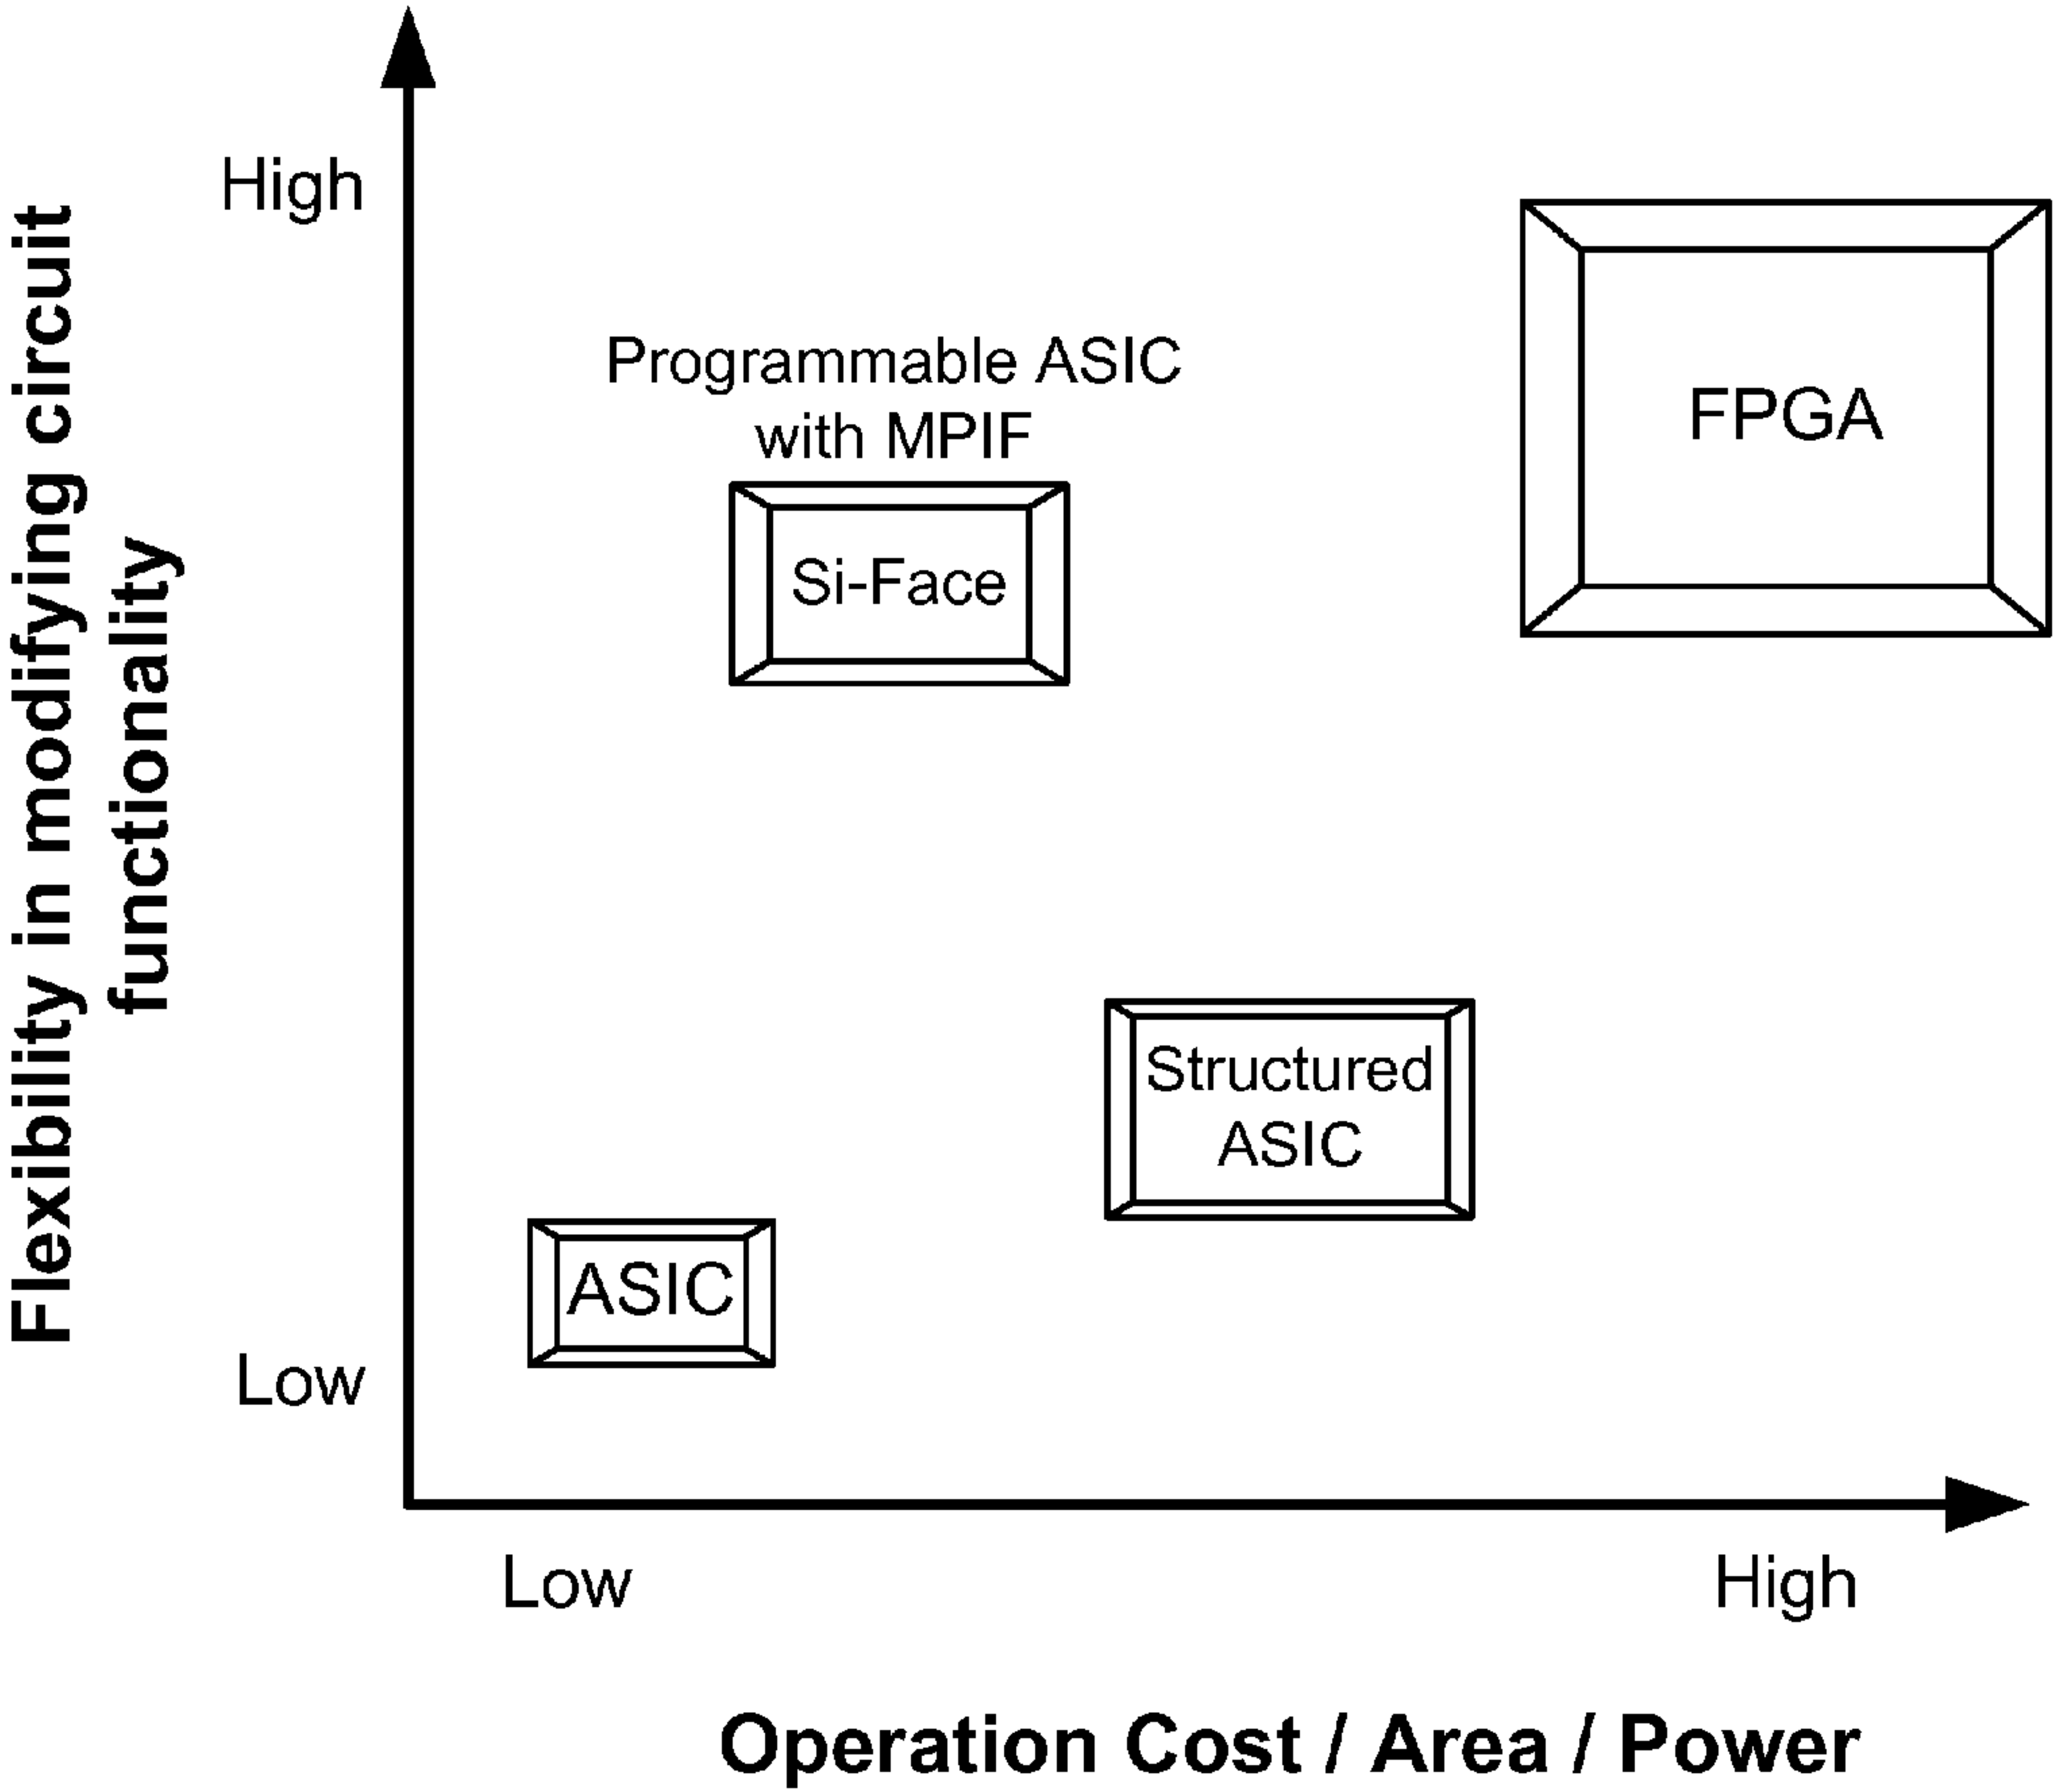 Flexibility in modifying circuit
functionality
High
Programmable ASIC
with MPIF
FPGA
Si-Face
Structured
ASIC
ASIC
Low
Low
High
Operation Cost / Area / Power